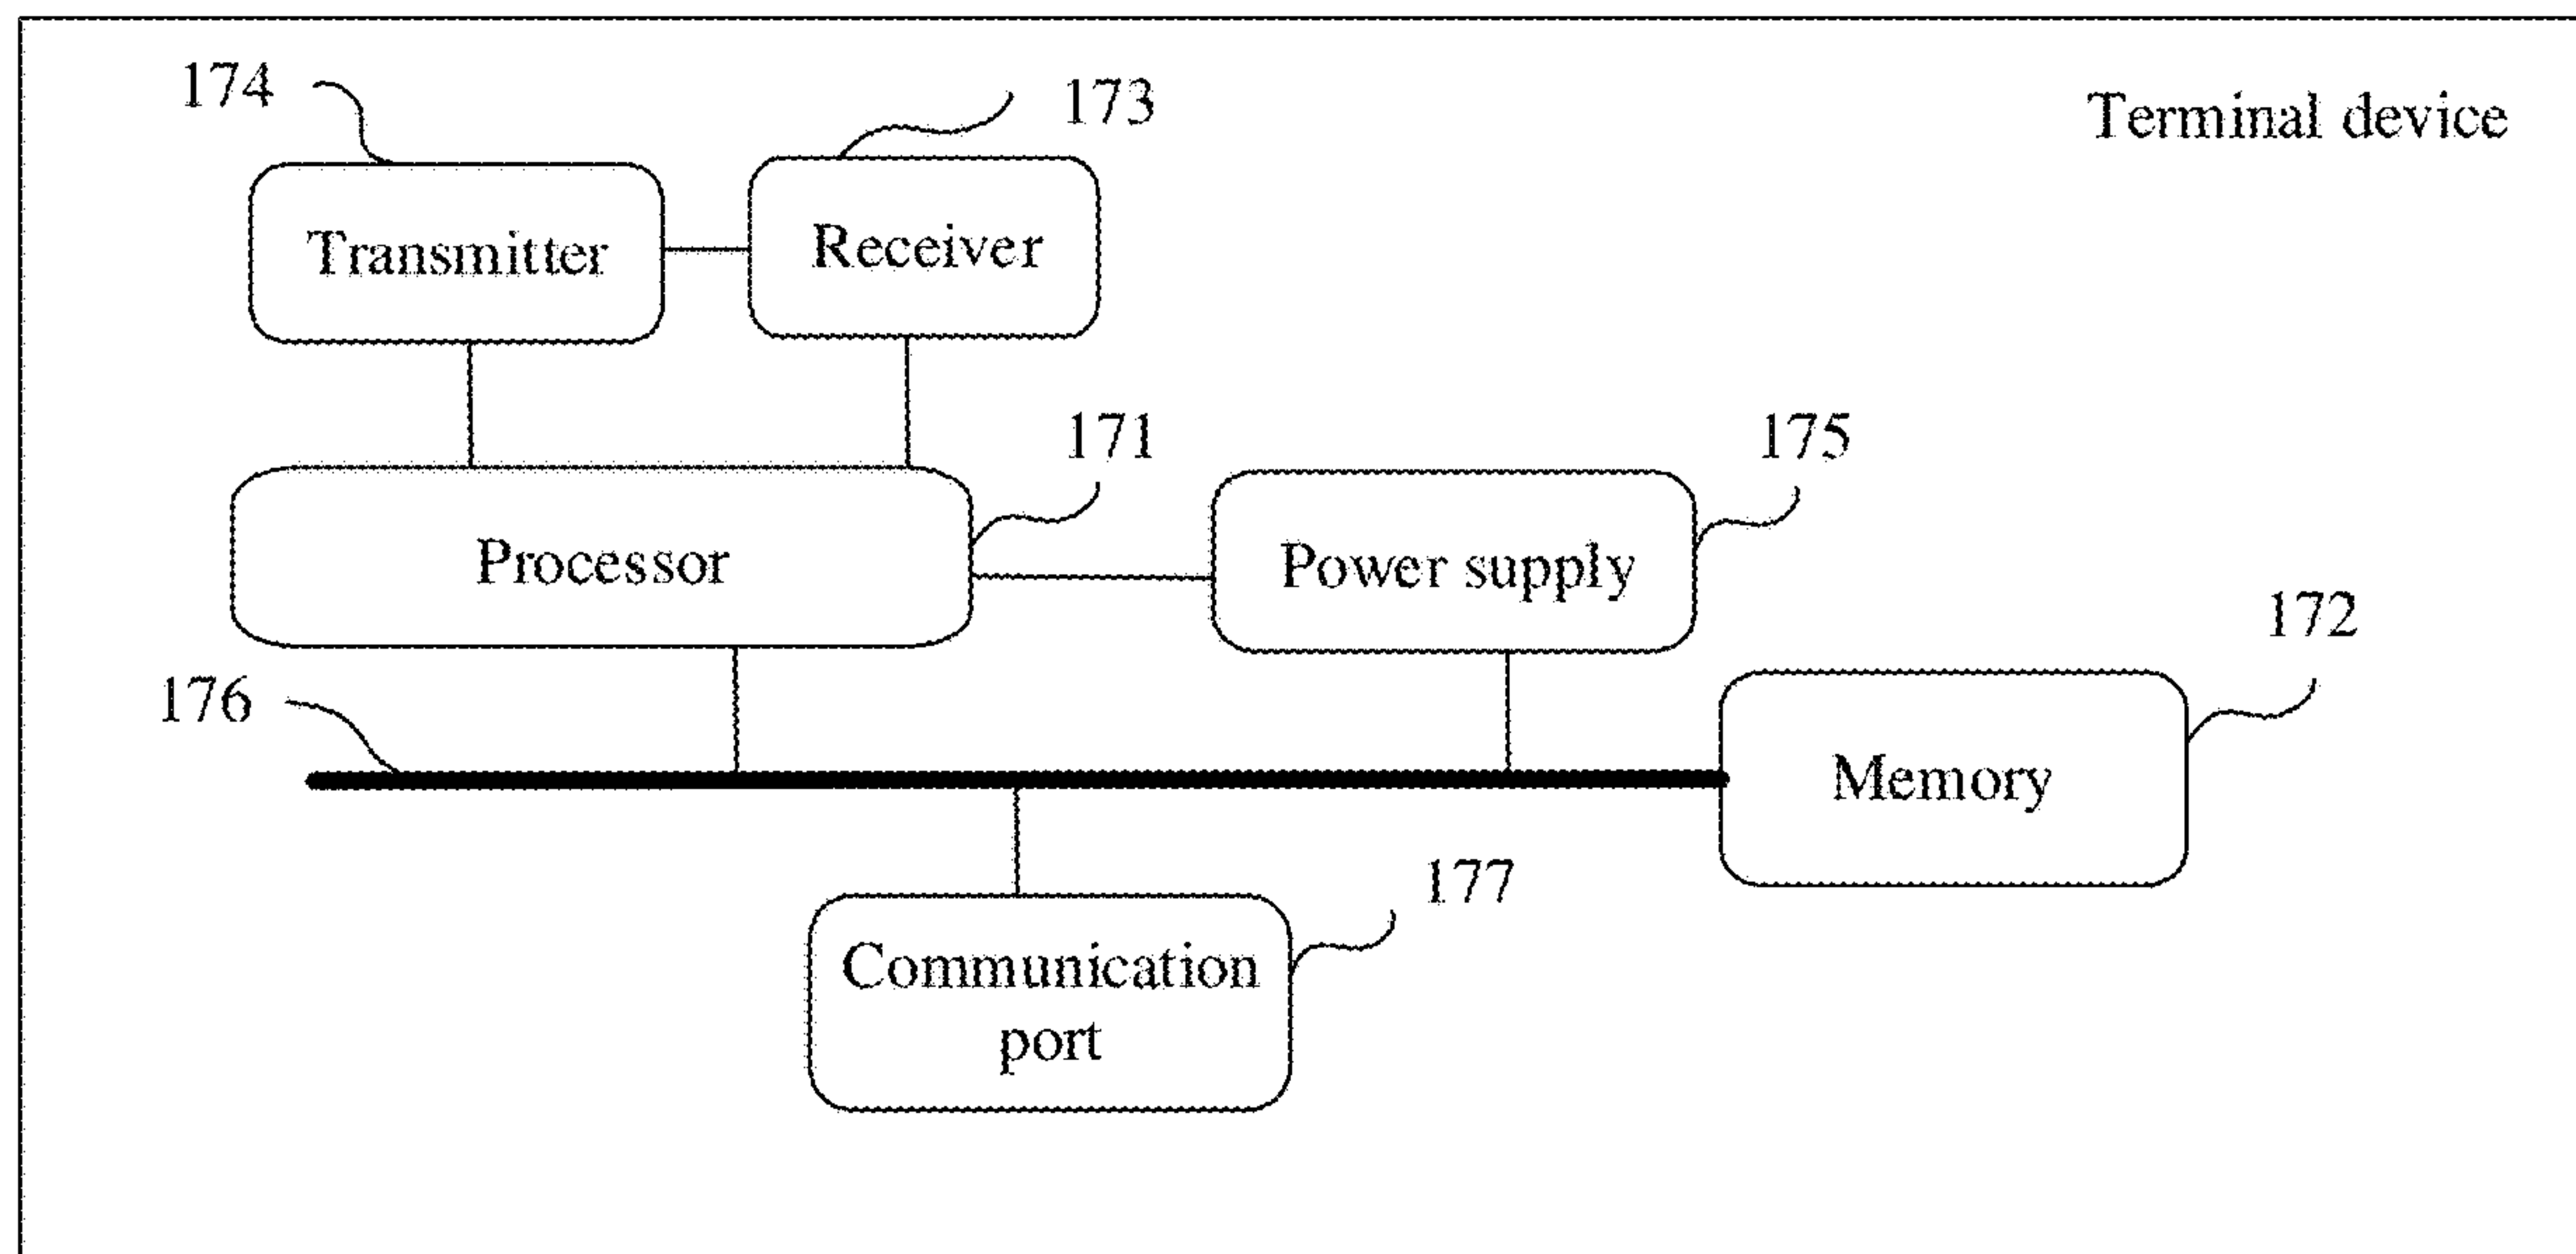 174
173
Terminal device
Transmitter
Receiver
171
175
Processor
Power supply
172
176
Memory
177
Communication
port